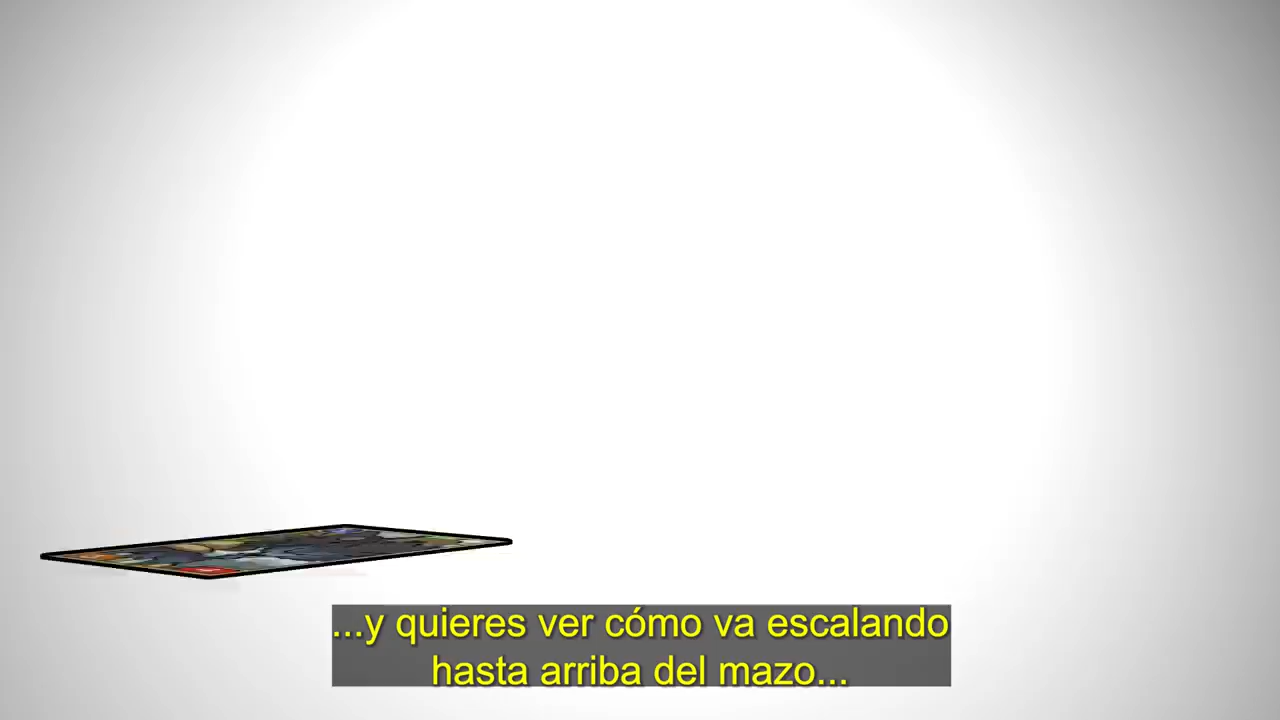 ...y quieres ver cómo va escalando
hasta arriba del mazo...